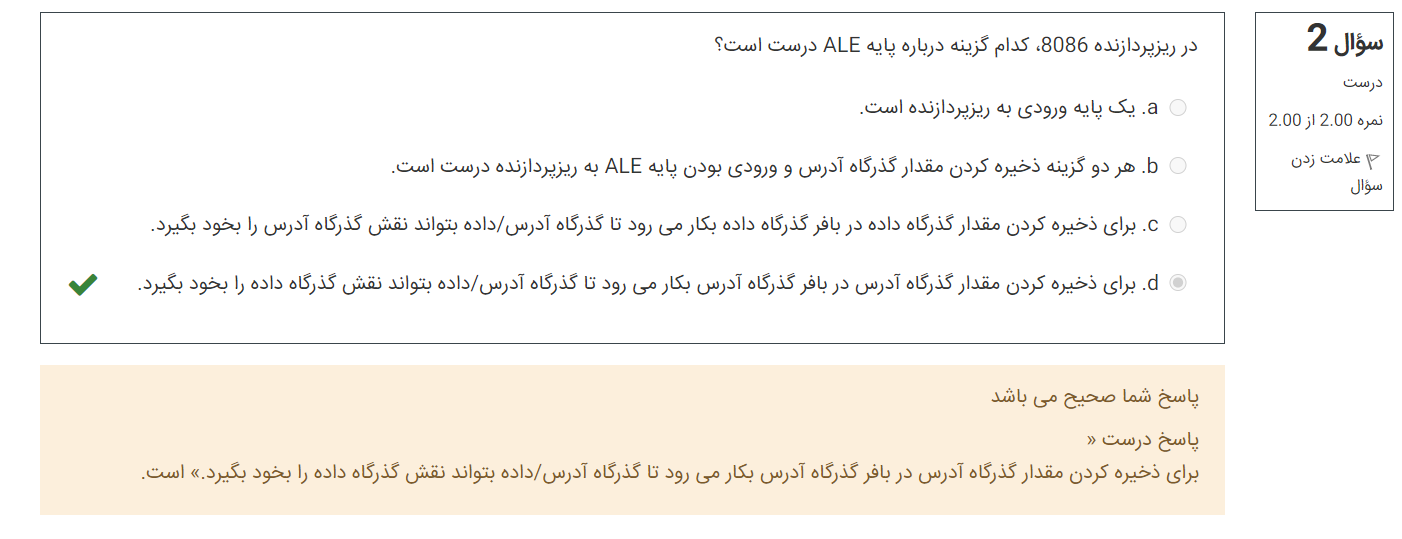 سؤال 2
درست
نمره 2.00 از 2.00
علامت زدن
سؤال
در ریزپردازنده 8086، کدام گزینه درباره پایه ALE درست است؟
a. یک پایه ورودی به ریزپردازنده است.
b. هر دو گزینه ذخیره کردن مقدار گذرگاه آدرس و ورودی بودن پایه ALE به ریزپردازنده درست است.
c. برای ذخیره کردن مقدار گذرگاه داده در بافر گذرگاه داده بکار می رود تا گذرگاه آدرس/داده بتواند نقش گذرگاه آدرس را بخود بگیرد.
d. برای ذخیره کردن مقدار گذرگاه آدرس در بافر گذرگاه آدرس بکار می رود تا گذرگاه آدرس/داده بتواند نقش گذرگاه داده را بخود بگیرد.
پاسخ شما صحیح می باشد
پاسخ درست «
برای ذخیره کردن مقدار گذرگاه آدرس در بافر گذرگاه آدرس بکار می رود تا گذرگاه آدرس/داده بتواند نقش گذرگاه داده را بخود بگیرد.» است.